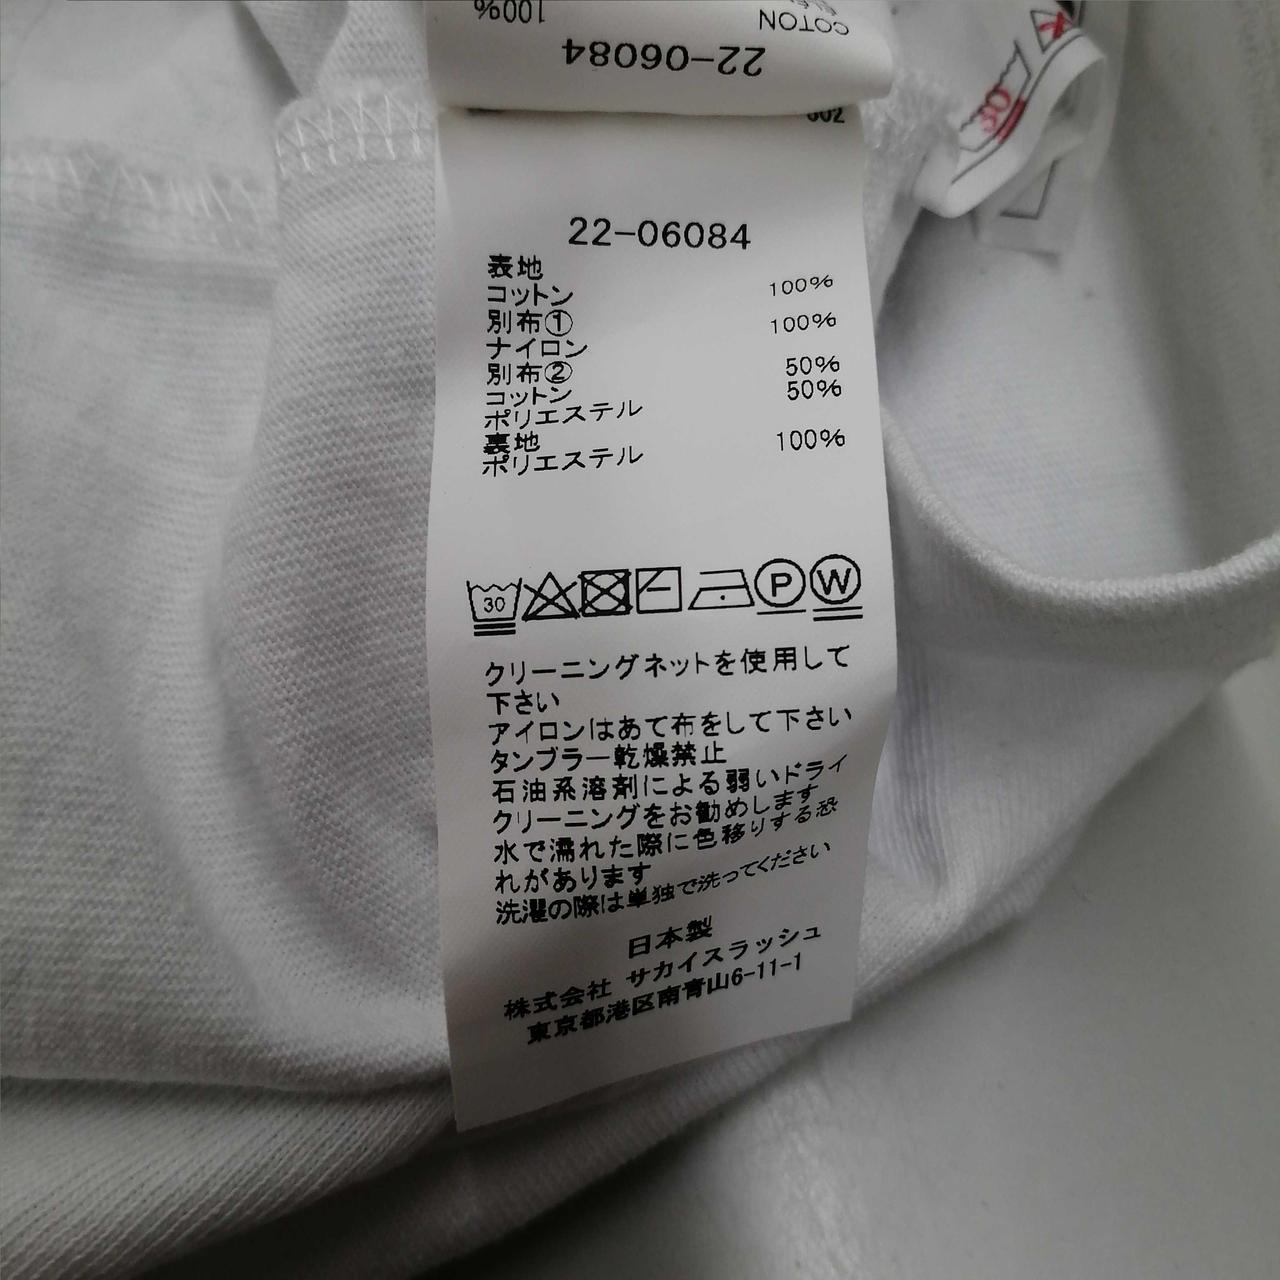 100%
COTON
22-06084
602
22-06084
表地
コットン 100%
別布①
ナイロン 100%
別布②
コットン 50%
ポリエステル 50%
裏地
ポリエステル 100%
30
P W
クリーニングネットを使用して
下さい
アイロンはあて布をして下さい
タンブラー乾燥禁止
石油系溶剤による弱いドライ
クリーニングをお勧めします
水で濡れた際に色移りする恐
れがあります
洗濯の際は単独で洗ってください
日本製
株式会社 サカイスラッシュ
東京都港区南青山6-11-1
30